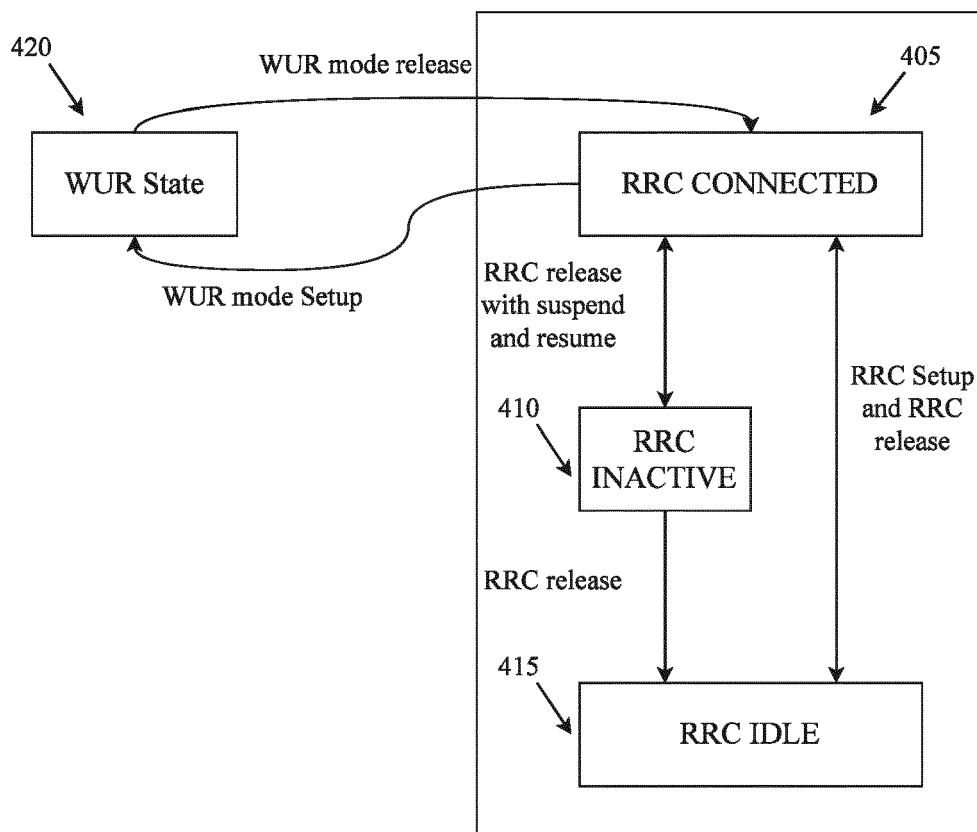 420
WUR mode release
405
WUR State
RRC CONNECTED
WUR mode Setup
RRC release
with suspend
and resume
RRC Setup
and RRC
release
410
RRC
INACTIVE
RRC release
415
RRC IDLE